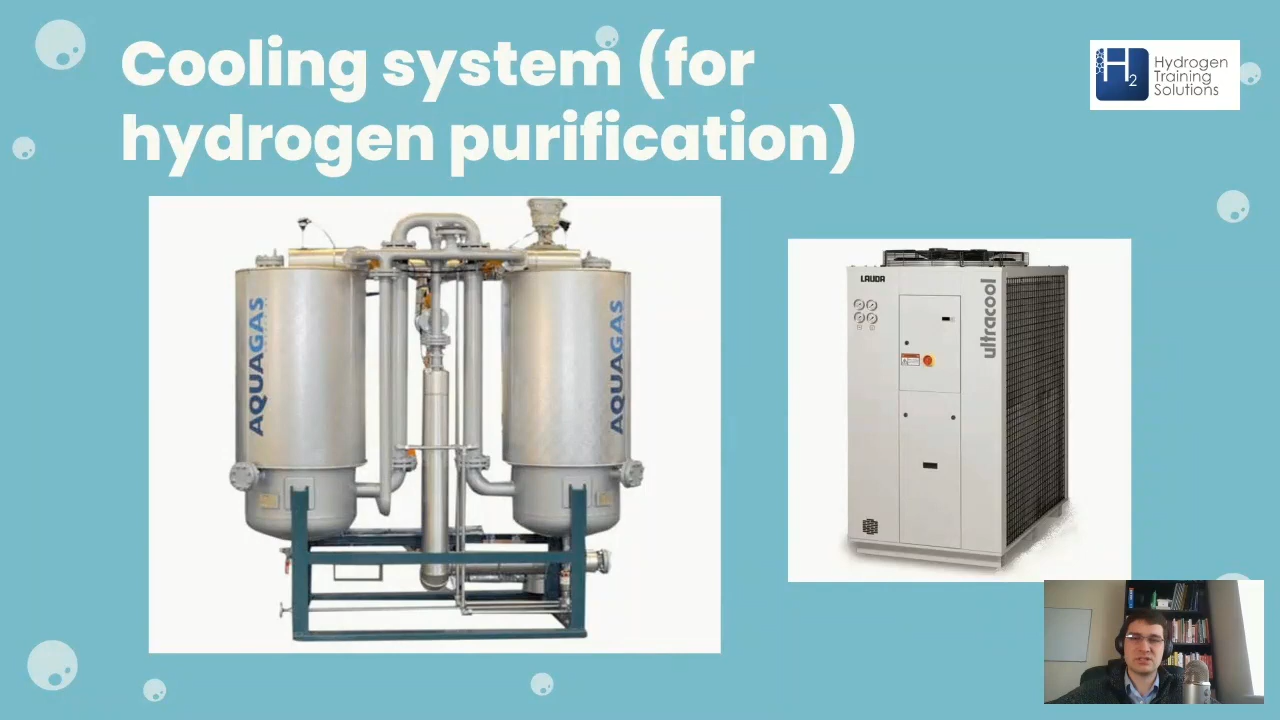 Cooling system (for
hydrogen purification)
H2
Hydrogen
Training
Solutions
AQUAGAS
AQUAGAS
LAUDA
ultracool